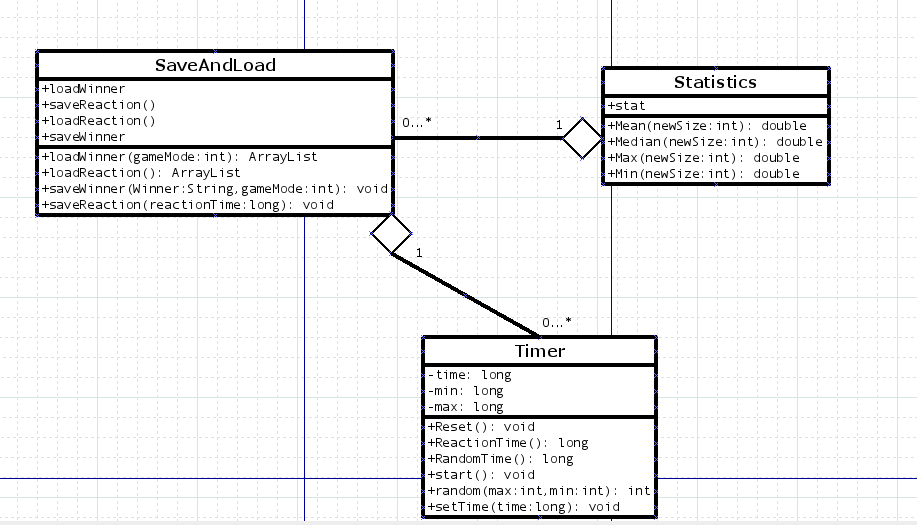 SaveAndLoad
+loadWinner
+saveReaction()
+loadReaction()
+saveWinner
+loadWinner(gameMode:int): ArrayList
+loadReaction(): ArrayList
+saveWinner(Winner:String,gameMode:int): void
+saveReaction(reactionTime:long): void
0...*
1
Statistics
+stat
+Mean(newSize:int): double
+Median(newSize:int): double
+Max(newSize:int): double
+Min(newSize:int): double
1
0...*
Timer
-time: long
-min: long
-max: long
+Reset(): void
+ReactionTime(): long
+RandomTime(): long
+start(): void
+random(max:int,min:int): int
+setTime(time:long): void